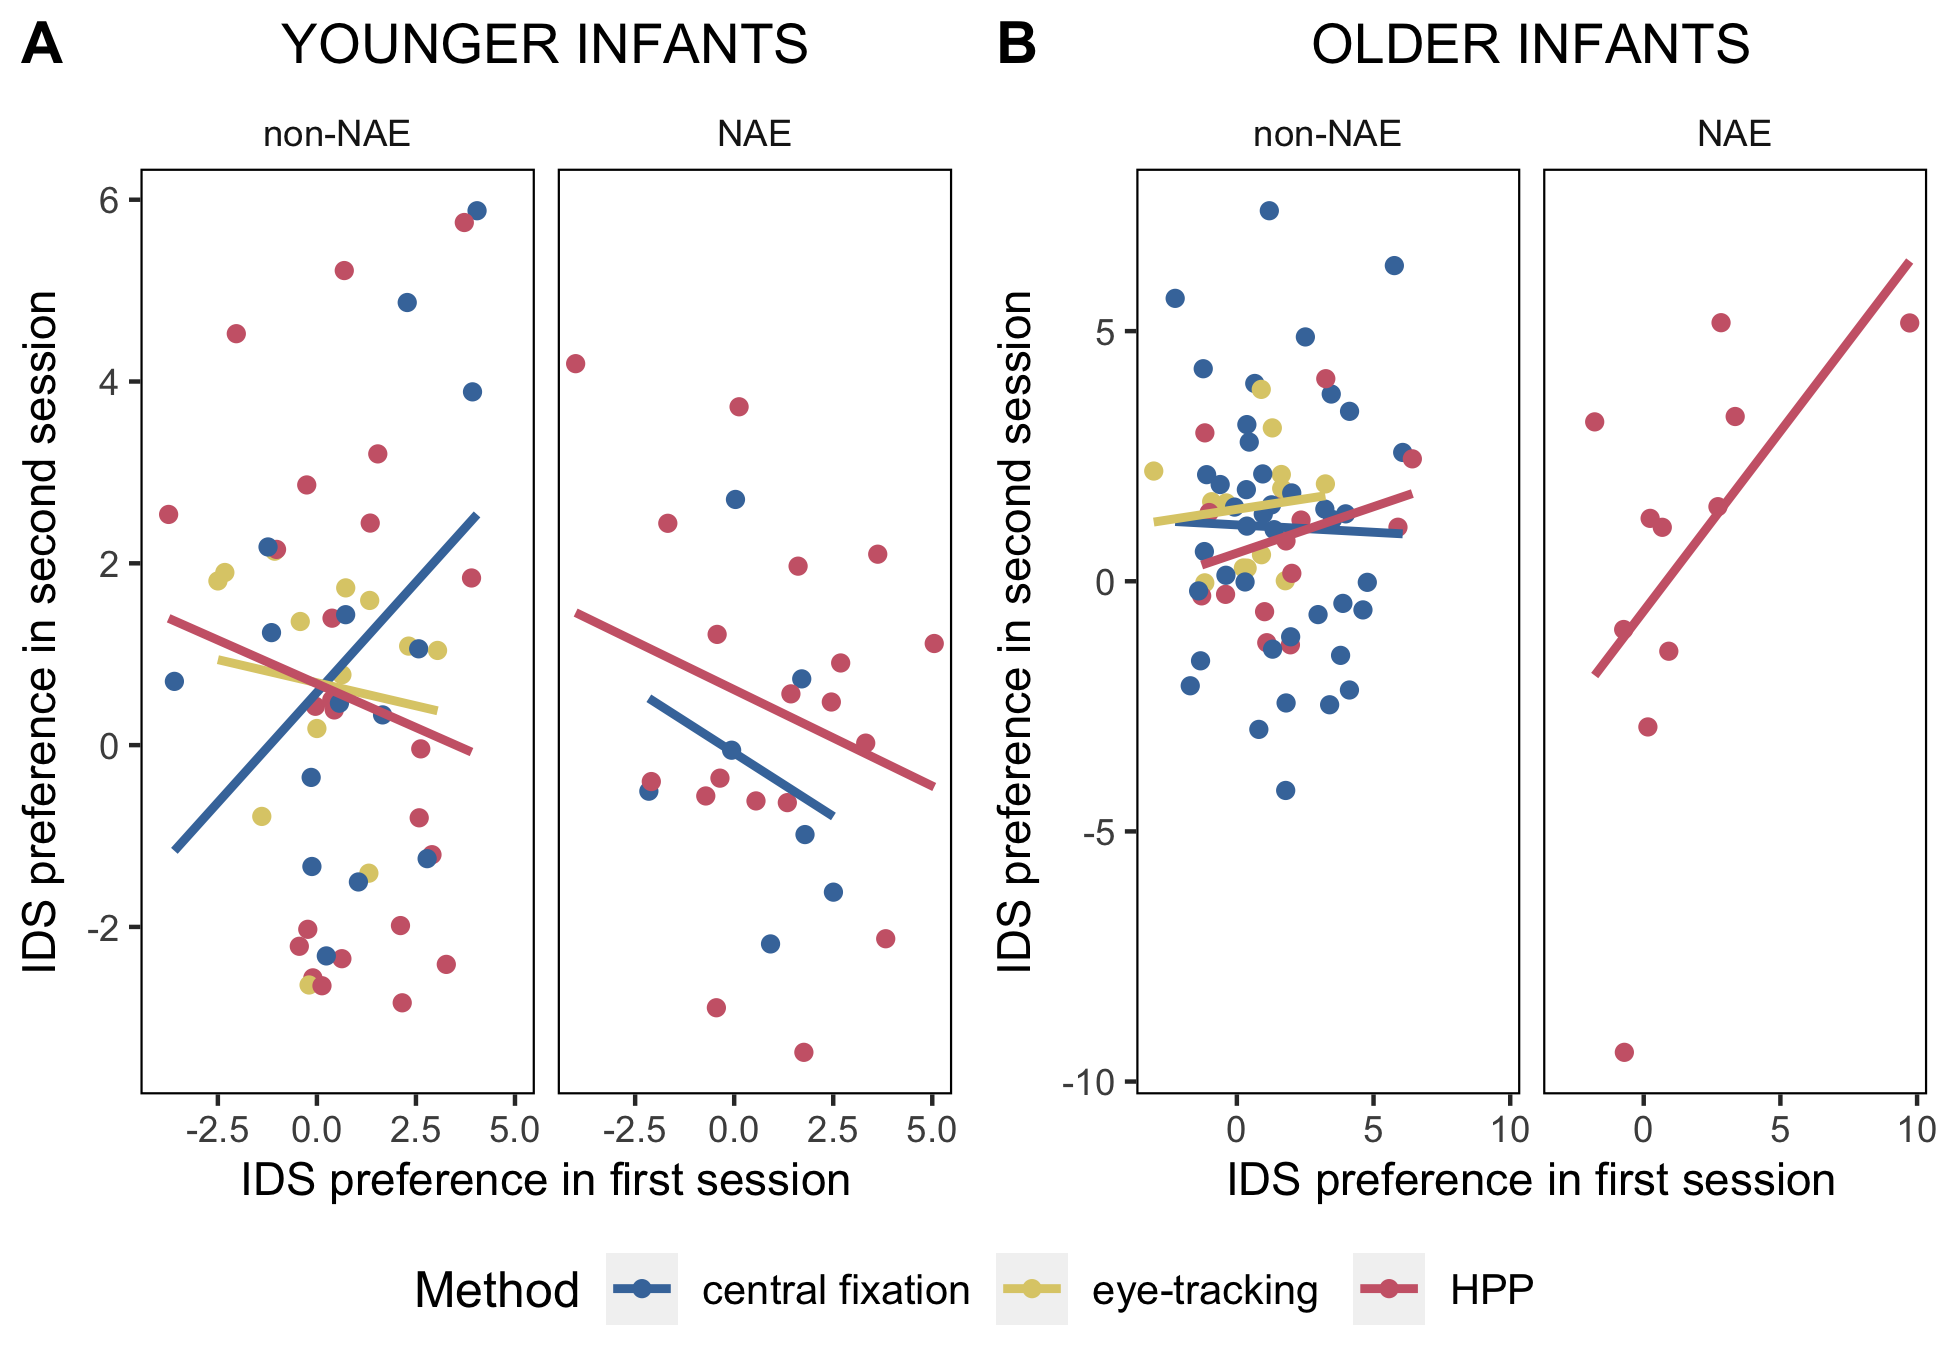 A YOUNGER INFANTS B OLDER INFANTS
non-NAE NAE non-NAE NAE
IDS preference in second session
6
4
2
0
-2
-2.5 0.0 2.5 5.0 -2.5 0.0 2.5 5.0
IDS preference in first session
IDS preference in second session
5
0
-5
-10
0 5 10 0 5 10
IDS preference in first session
Method central fixation eye-tracking HPP